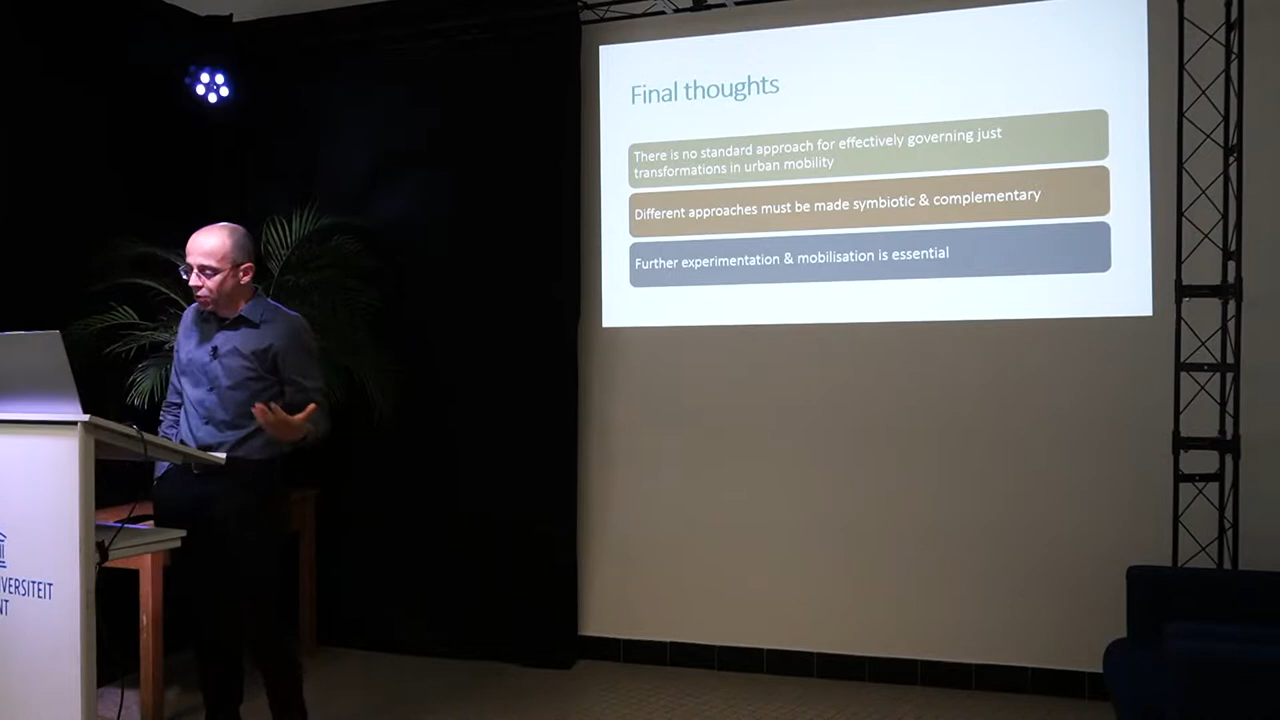 Final thoughts
There is no standard approach for effectively governing just
transformations in urban mobility
Different approaches must be made symbiotic & complementary
Further experimentation & mobilisation is essential
VERSITEIT
NT